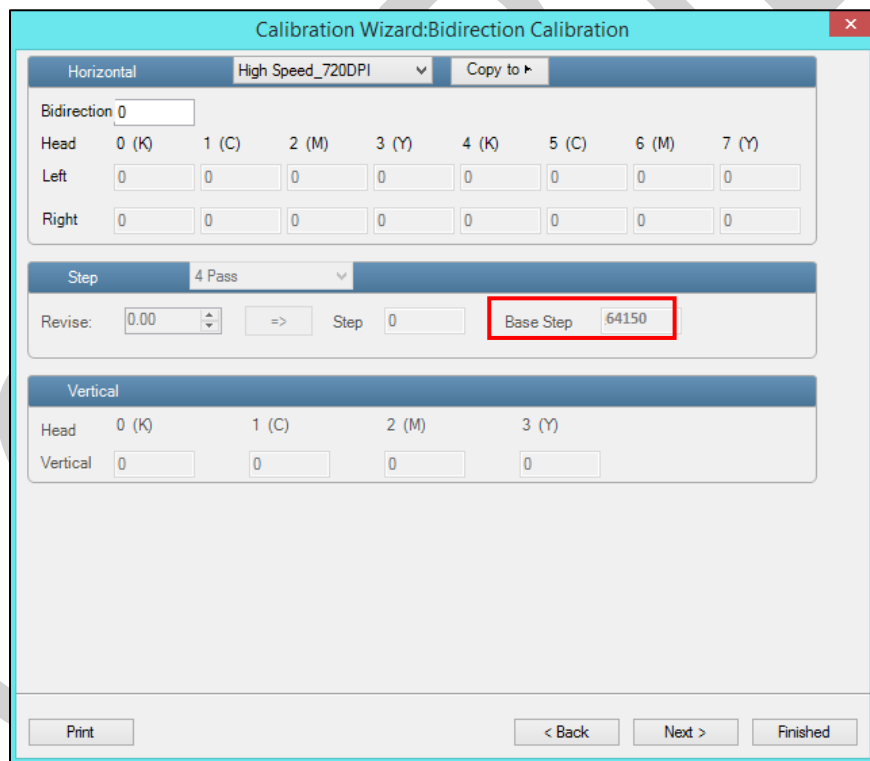 Calibration Wizard:Bidirection Calibration
Horizontal High Speed_720DPI Copy to
Bidirection 0
Head 0 (K) 1 (C) 2 (M) 3 (Y) 4 (K) 5 (C) 6 (M) 7 (Y)
Left 0 0 0 0 0 0 0 0
Right 0 0 0 0 0 0 0 0
Step 4 Pass
Revise: 0.00 => Step 0 Base Step 64150
Vertical
Head 0 (K) 1 (C) 2 (M) 3 (Y)
Vertical 0 0 0 0
Print < Back Next > Finished